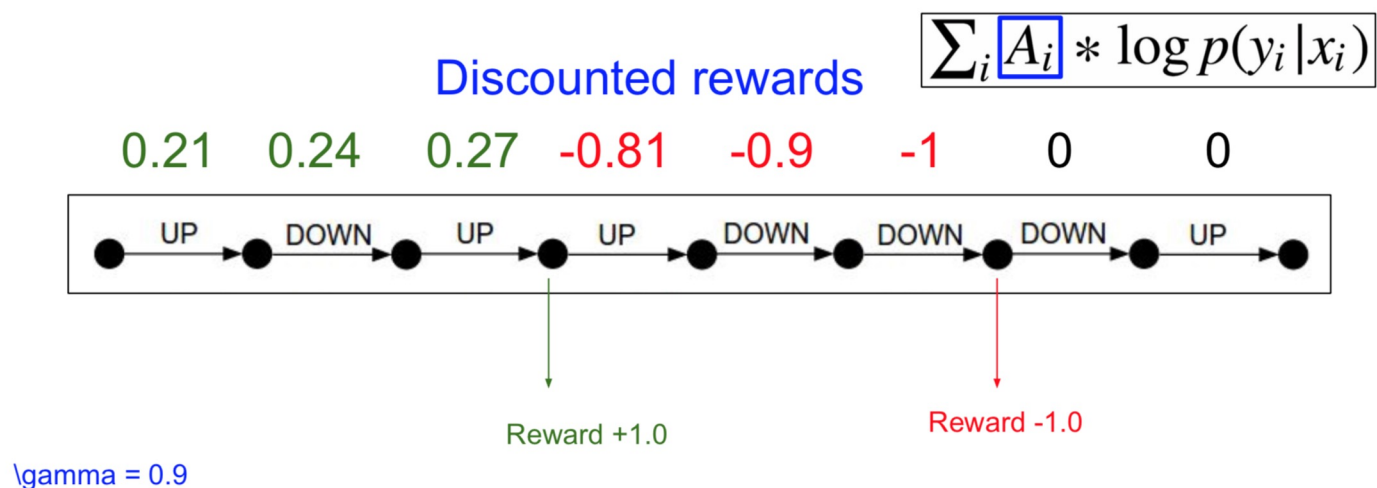 ∑i Ai * log p(yi|xi)
Discounted rewards
0.21 0.24 0.27 -0.81 -0.9 -1 0 0
UP DOWN UP UP DOWN DOWN DOWN UP
Reward +1.0 Reward -1.0
\gamma = 0.9